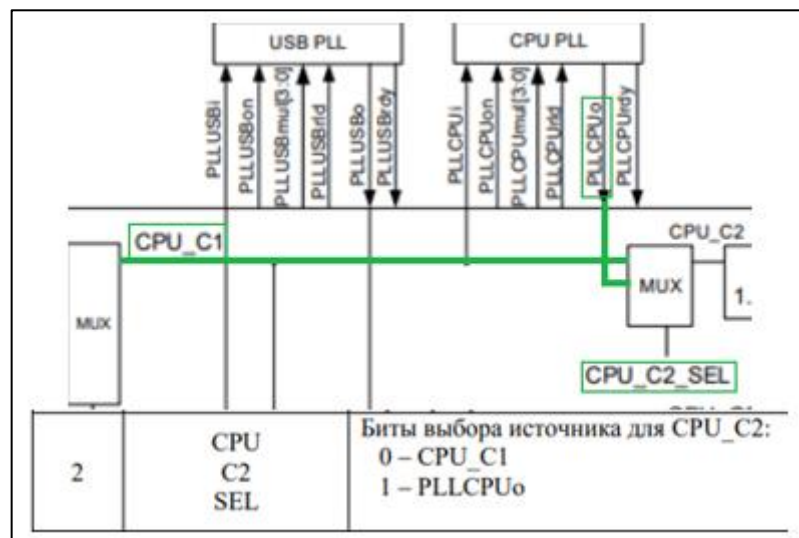 USB PLL
CPU PLL
PLLUSBi
PLLUSBon
PLLUSBmul[3:0]
PLLUSBrld
PLLUSBo
PLLUSBrdy
PLLCPUi
PLLCPUon
PLLCPUmul[3:0]
PLLCPUrld
PLLCPUo
PLLCPUrdy
CPU_C1
CPU_C2
MUX
MUX
1.
CPU_C2_SEL
2
CPU
C2
SEL
Биты выбора источника для CPU_C2:
0 – CPU_C1
1 – PLLCPUo